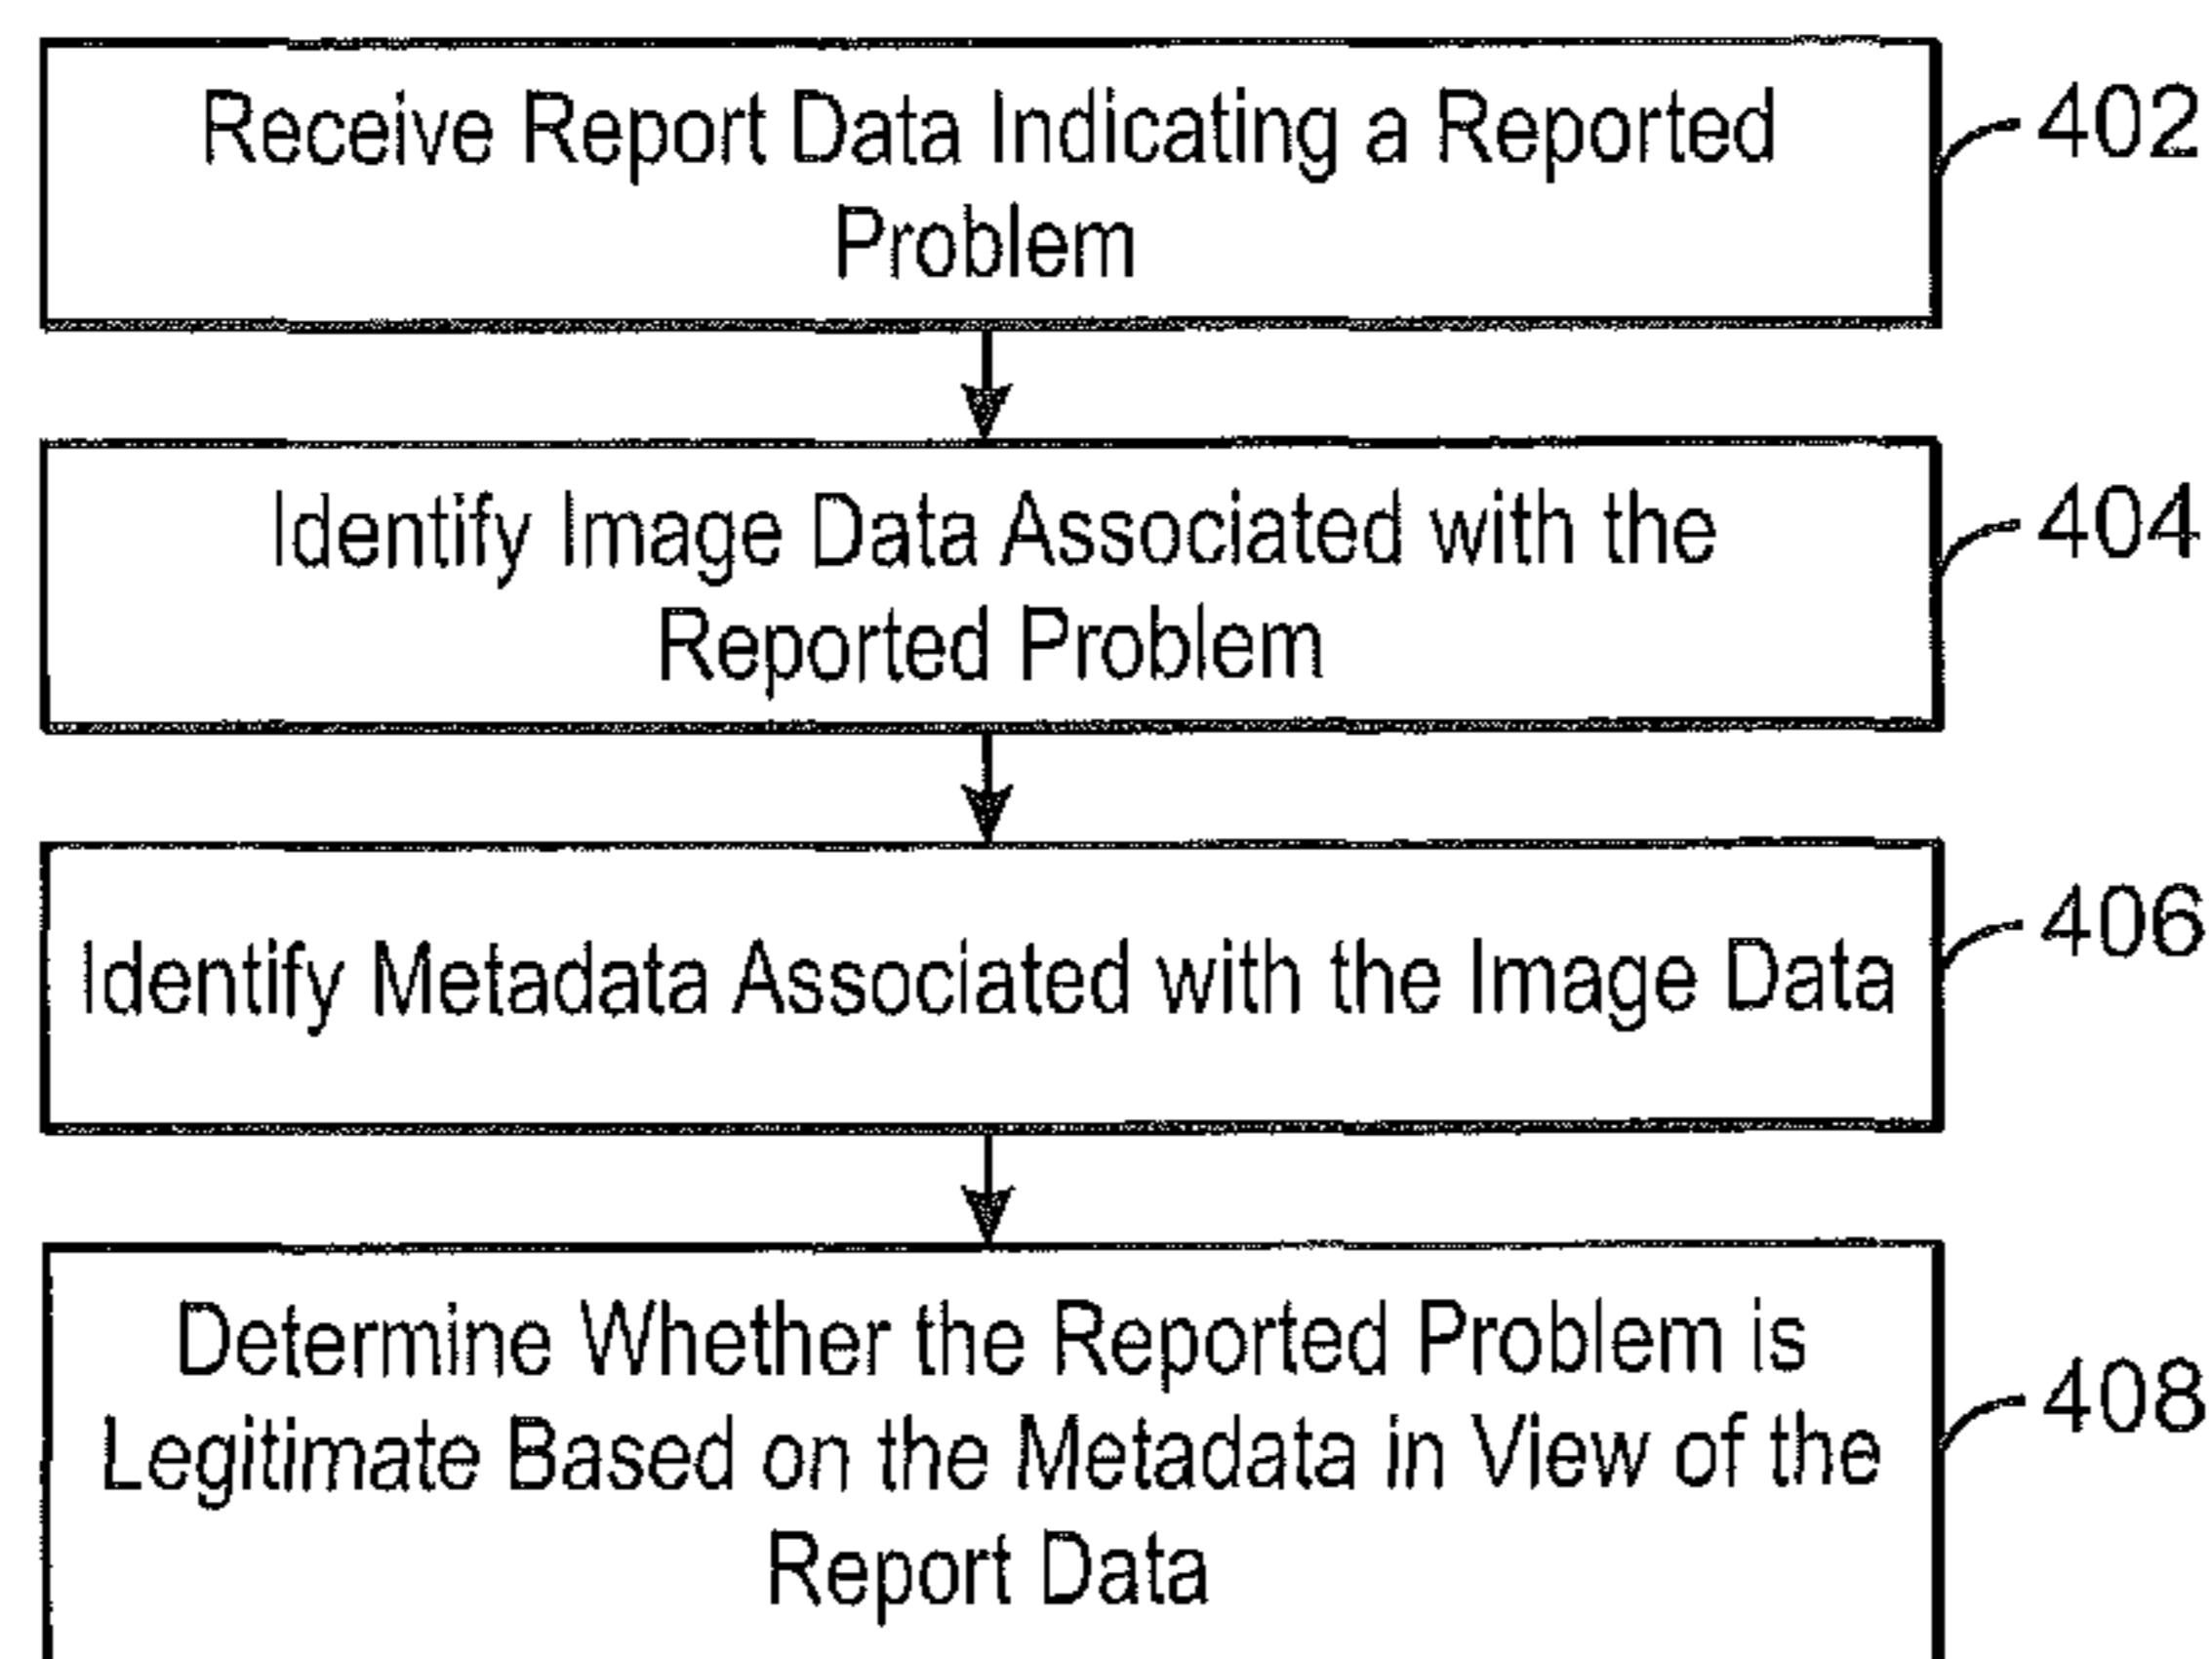 Receive Report Data Indicating a Reported
Problem
402
Identify Image Data Associated with the
Reported Problem
404
Identify Metadata Associated with the Image Data
406
Determine Whether the Reported Problem is
Legitimate Based on the Metadata in View of the
Report Data
408